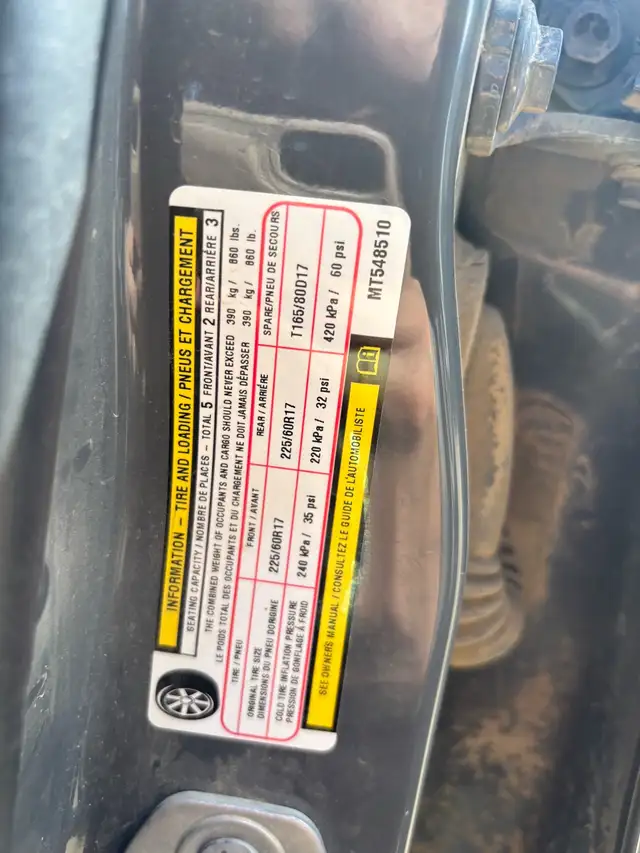 INFORMATION – TIRE AND LOADING / PNEUS ET CHARGEMENT
SEATING CAPACITY / NOMBRE DE PLACES – TOTAL 5 FRONT/AVANT 2 REAR/ARRIÈRE 3
THE COMBINED WEIGHT OF OCCUPANTS AND CARGO SHOULD NEVER EXCEED 390 kg / 860 lbs.
LE POIDS TOTAL DES OCCUPANTS ET DU CHARGEMENT NE DOIT JAMAIS DÉPASSER 390 kg / 860 lb.
TIRE / PNEU FRONT / AVANT REAR / ARRIÈRE SPARE/PNEU DE SECOURS
ORIGINAL TIRE SIZE
DIMENSIONS DU PNEU DORIGINE 225/60R17 225/60R17 T165/80D17
COLD TIRE INFLATION PRESSURE
PRESSION DE GONFLAGE À FROID 240 kPa / 35 psi 220 kPa / 32 psi 420 kPa / 60 psi
SEE OWNERS MANUAL / CONSULTEZ LE GUIDE DE L'AUTOMOBILISTE
MT548510